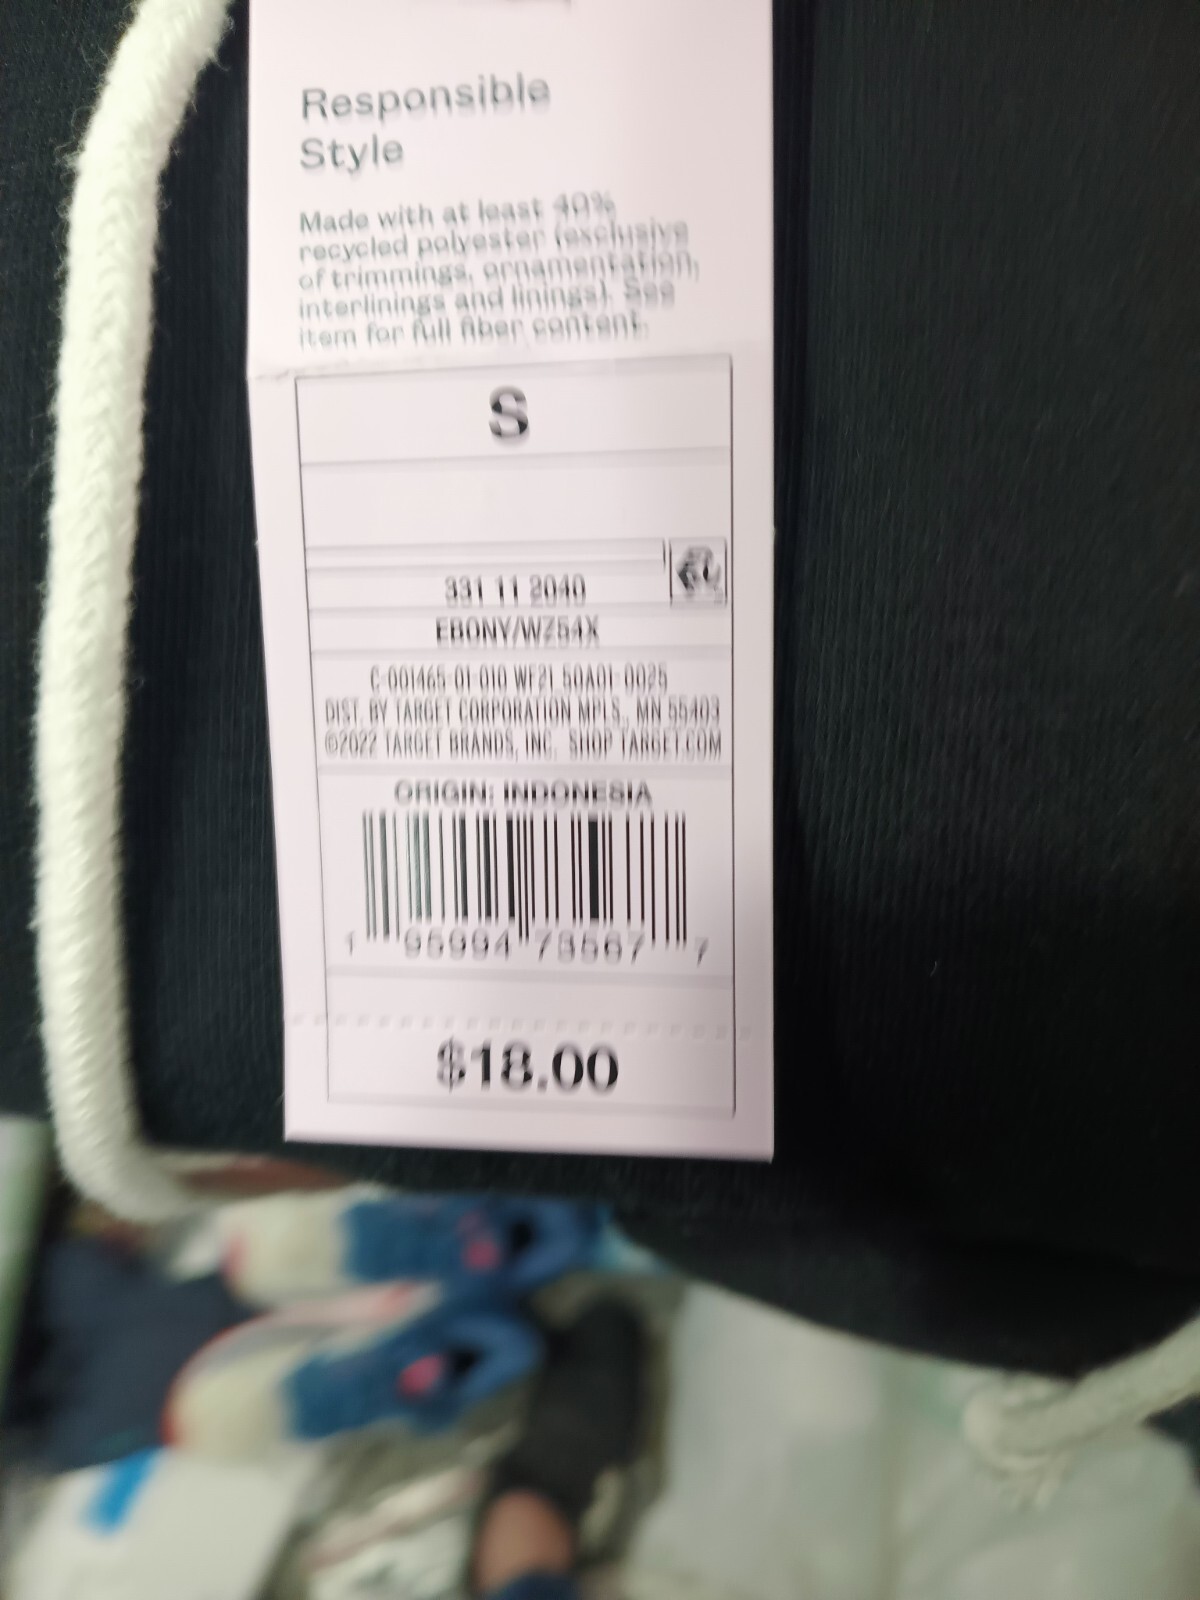 Responsible
Style
Made with at least 40%
recycled polyester (exclusive
of trimmings, ornamentation,
interlinings and linings). See
item for full fiber content.
S
331 11 2040
EBONY/WZ54X
C-001465-01-010 WF21 50A01-0025
DIST. BY TARGET CORPORATION MPLS., MN 55403
©2022 TARGET BRANDS, INC. SHOP TARGET.COM
ORIGIN: INDONESIA
1 95994 73567 7
$18.00